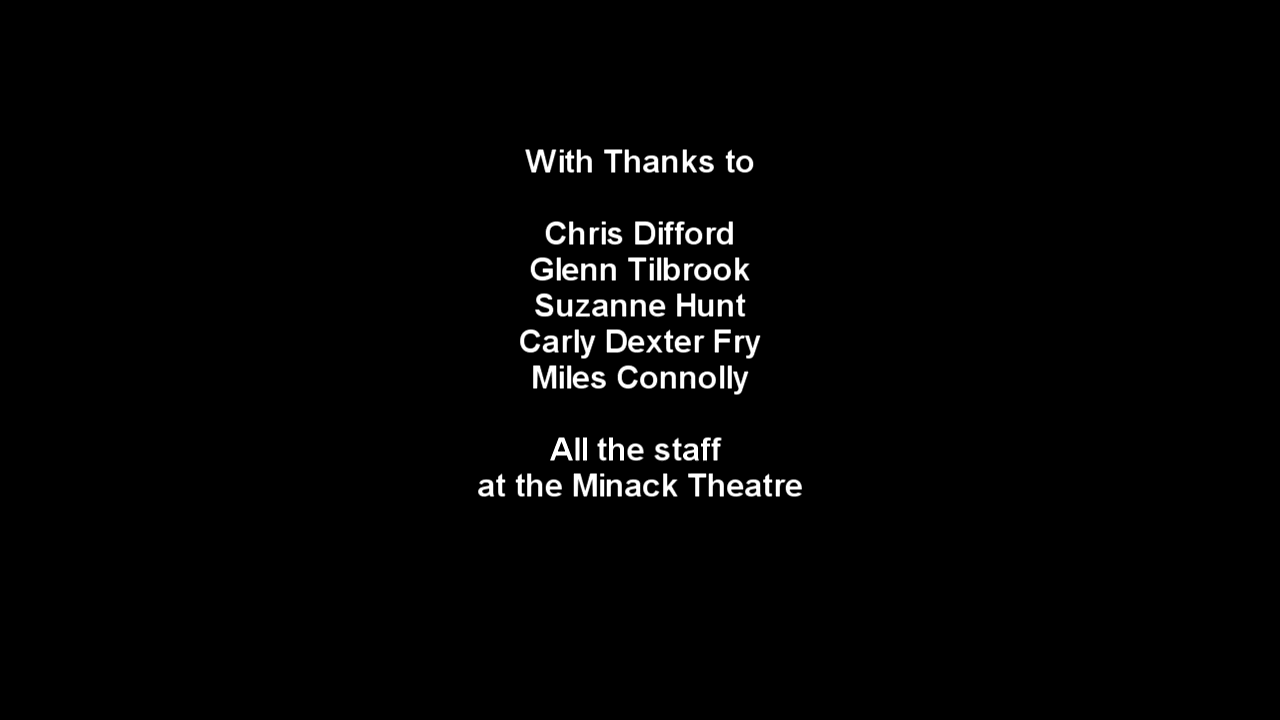 With Thanks to
Chris Difford
Glenn Tilbrook
Suzanne Hunt
Carly Dexter Fry
Miles Connolly
All the staff
at the Minack Theatre